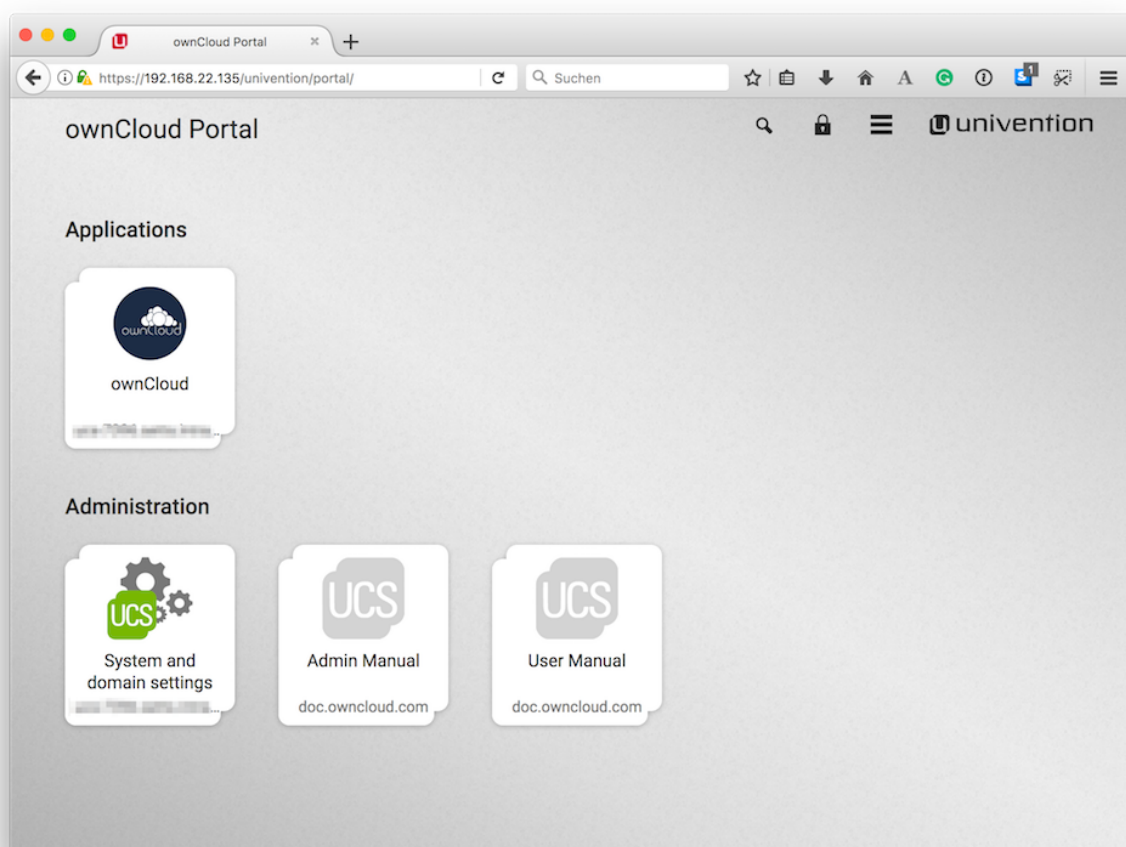 ownCloud Portal
https://192.168.22.135/univention/portal/
Suchen
A
G
1
S
ownCloud Portal
univention
Applications
ownCloud
ownCloud
Administration
UCS
UCS
UCS
System and
domain settings
Admin Manual
User Manual
doc.owncloud.com
doc.owncloud.com